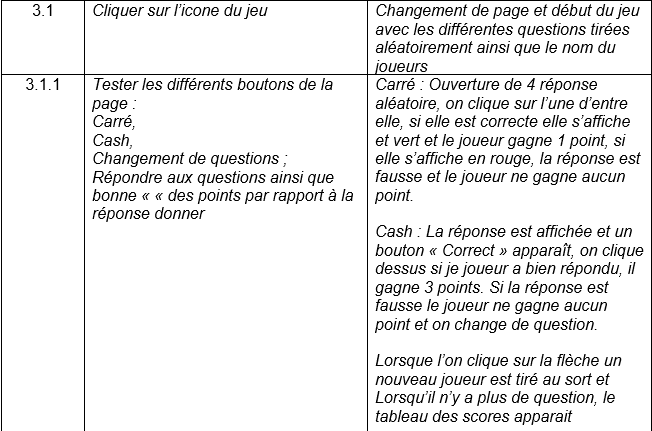 3.1
Cliquer sur l’icone du jeu
Changement de page et début du jeu
avec les différentes questions tirées
aléatoirement ainsi que le nom du
joueurs
3.1.1
Tester les différents boutons de la
page :
Carré,
Cash,
Changement de questions ;
Répondre aux questions ainsi que
bonne « « des points par rapport à la
réponse donner
Carré : Ouverture de 4 réponse
aléatoire, on clique sur l’une d’entre
elle, si elle est correcte elle s’affiche
et vert et le joueur gagne 1 point, si
elle s’affiche en rouge, la réponse est
fausse et le joueur ne gagne aucun
point.
Cash : La réponse est affichée et un
bouton « Correct » apparaît, on clique
dessus si je joueur a bien répondu, il
gagne 3 points. Si la réponse est
fausse le joueur ne gagne aucun
point et on change de question.
Lorsque l’on clique sur la flèche un
nouveau joueur est tiré au sort et
Lorsqu’il n’y a plus de question, le
tableau des scores apparait